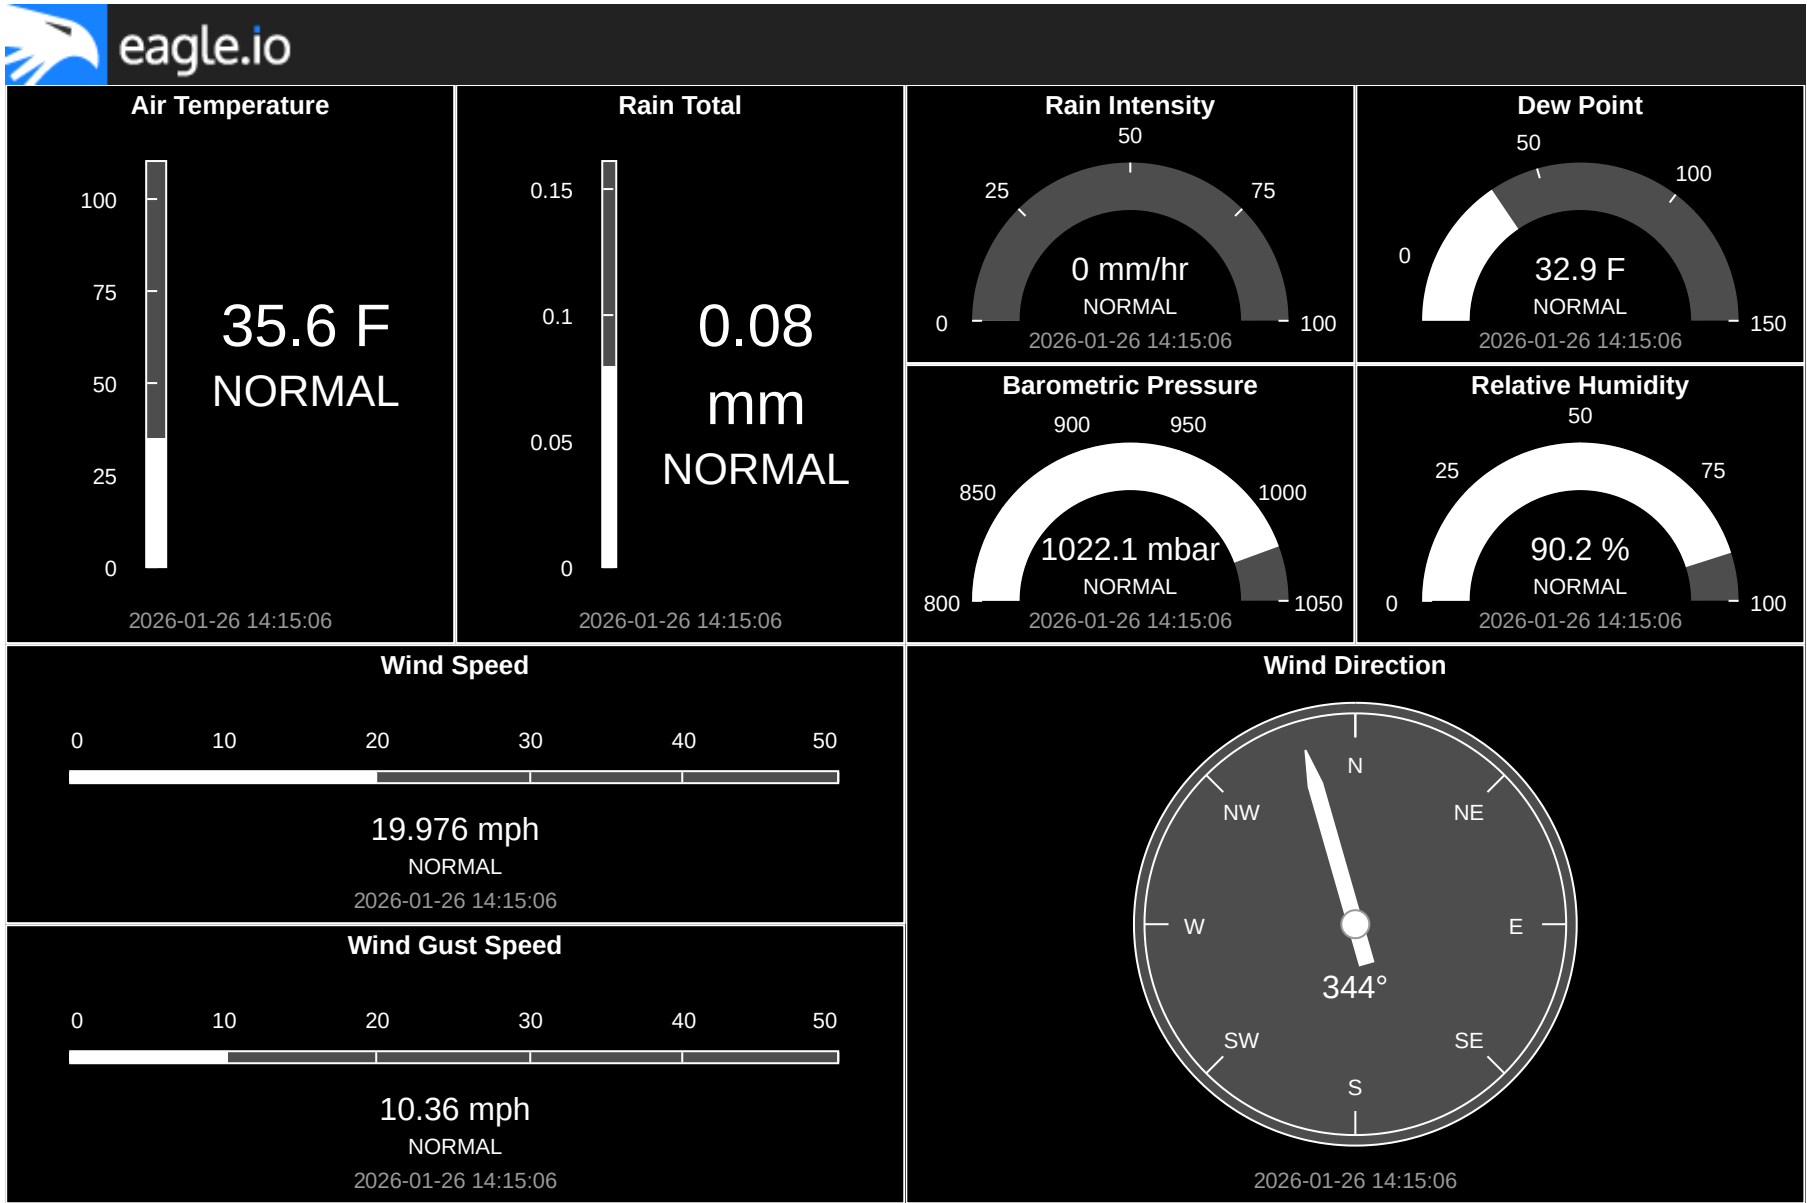 eagle.io
Air Temperature
100
75
50
25
0
35.6 F
NORMAL
2026-01-26 14:15:06
Rain Total
0.15
0.1
0.05
0
0.08
mm
NORMAL
2026-01-26 14:15:06
Rain Intensity
0
25
50
75
100
0 mm/hr
NORMAL
2026-01-26 14:15:06
Dew Point
0
50
100
150
32.9 F
NORMAL
2026-01-26 14:15:06
Barometric Pressure
800
850
900
950
1000
1050
1022.1 mbar
NORMAL
2026-01-26 14:15:06
Relative Humidity
0
25
50
75
100
90.2 %
NORMAL
2026-01-26 14:15:06
Wind Speed
0 10 20 30 40 50
19.976 mph
NORMAL
2026-01-26 14:15:06
Wind Gust Speed
0 10 20 30 40 50
10.36 mph
NORMAL
2026-01-26 14:15:06
Wind Direction
N
NW NE
W E
344°
SW SE
S
2026-01-26 14:15:06